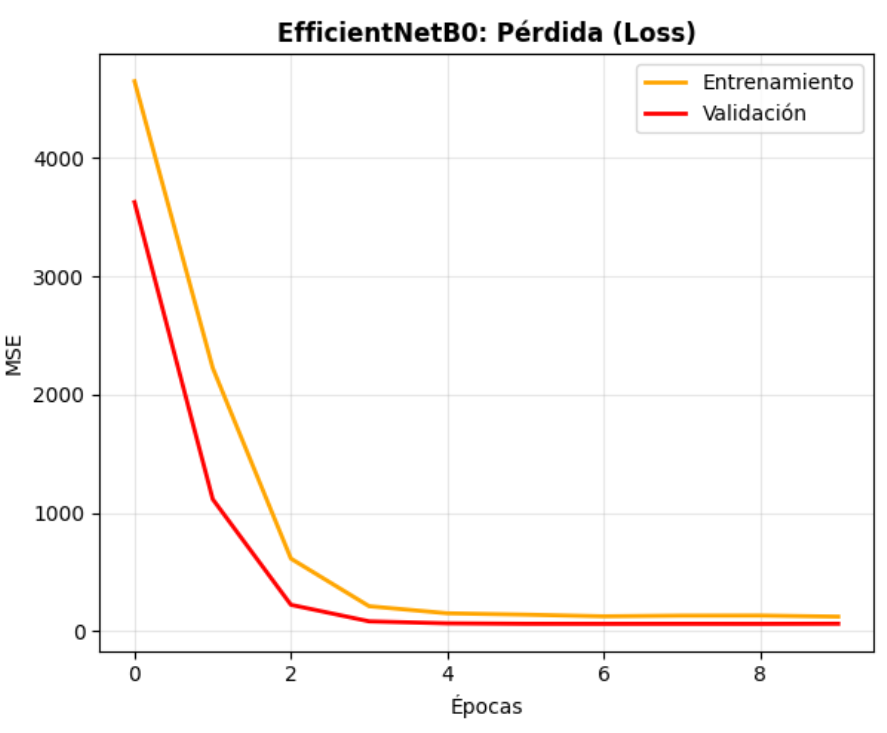 EfficientNetB0: Pérdida (Loss)
Entrenamiento
Validación
4000
3000
2000
1000
0
MSE
0 2 4 6 8
Épocas